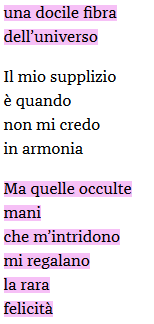 una docile fibra
dell’universo
Il mio supplizio
è quando
non mi credo
in armonia
Ma quelle occulte
mani
che m’intridono
mi regalano
la rara
felicità